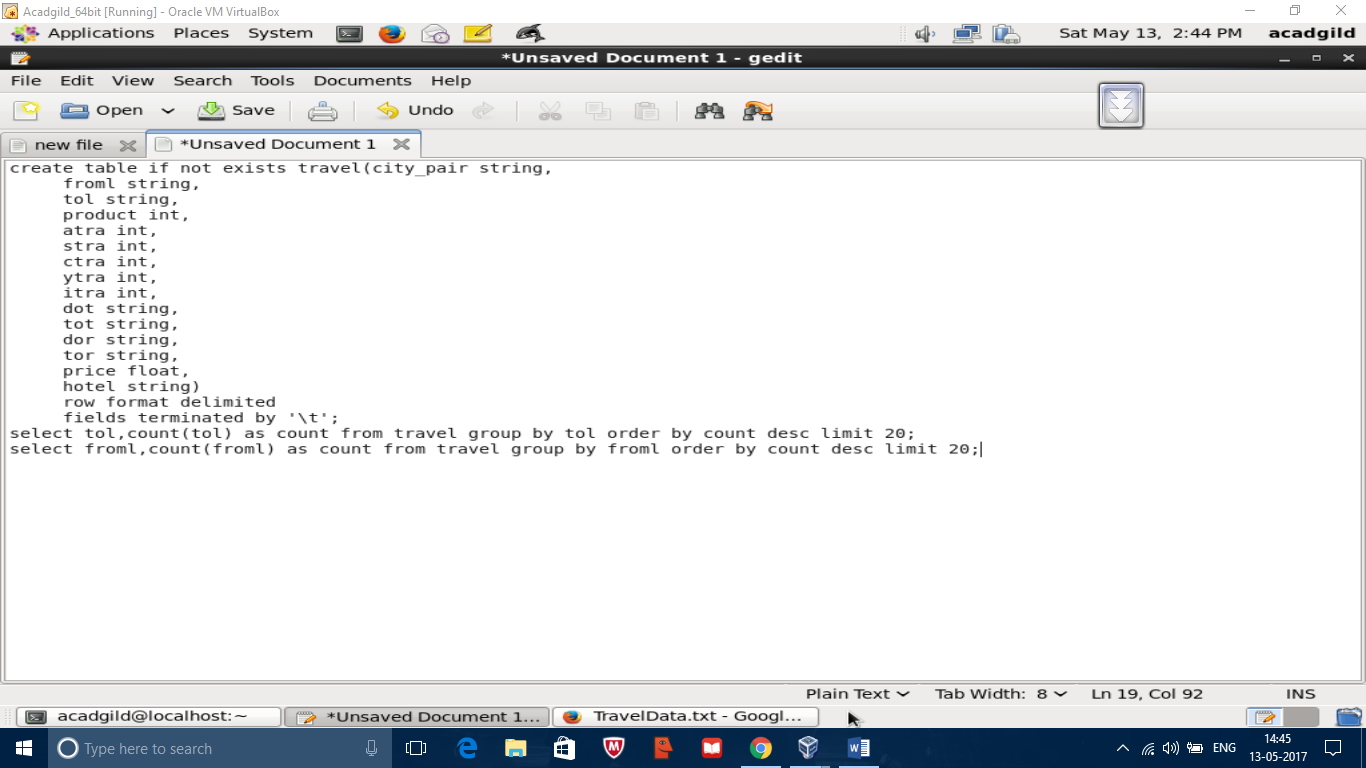 Acadgild_64bit [Running] - Oracle VM VirtualBox
Applications Places System Sat May 13, 2:44 PM acadgild
*Unsaved Document 1 - gedit
File Edit View Search Tools Documents Help
Open Save Undo
new file *Unsaved Document 1
create table if not exists travel(city_pair string,
froml string,
tol string,
product int,
atra int,
stra int,
ctra int,
ytra int,
itra int,
dot string,
tot string,
dor string,
tor string,
price float,
hotel string)
row format delimited
fields terminated by '\t';
select tol,count(tol) as count from travel group by tol order by count desc limit 20;
select froml,count(froml) as count from travel group by froml order by count desc limit 20;
Plain Text Tab Width: 8 Ln 19, Col 92 INS
acadgild@localhost:~ *Unsaved Document 1... TravelData.txt - Googl...
Type here to search ENG 14:45
13-05-2017